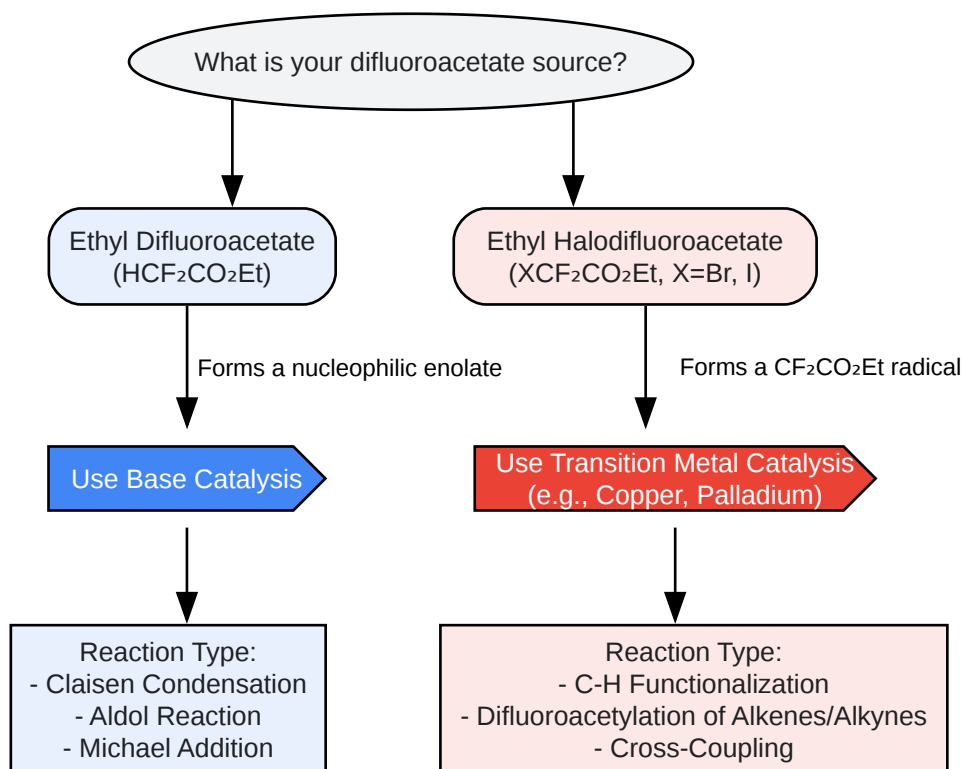 What is your difluoroacetate source?
Ethyl Difluoroacetate
(HCF₂CO₂Et)
Ethyl Halodifluoroacetate
(XCF₂CO₂Et, X=Br, I)
Forms a nucleophilic enolate
Forms a CF₂CO₂Et radical
Use Base Catalysis
Use Transition Metal Catalysis
(e.g., Copper, Palladium)
Reaction Type:
- Claisen Condensation
- Aldol Reaction
- Michael Addition
Reaction Type:
- C-H Functionalization
- Difluoroacetylation of Alkenes/Alkynes
- Cross-Coupling